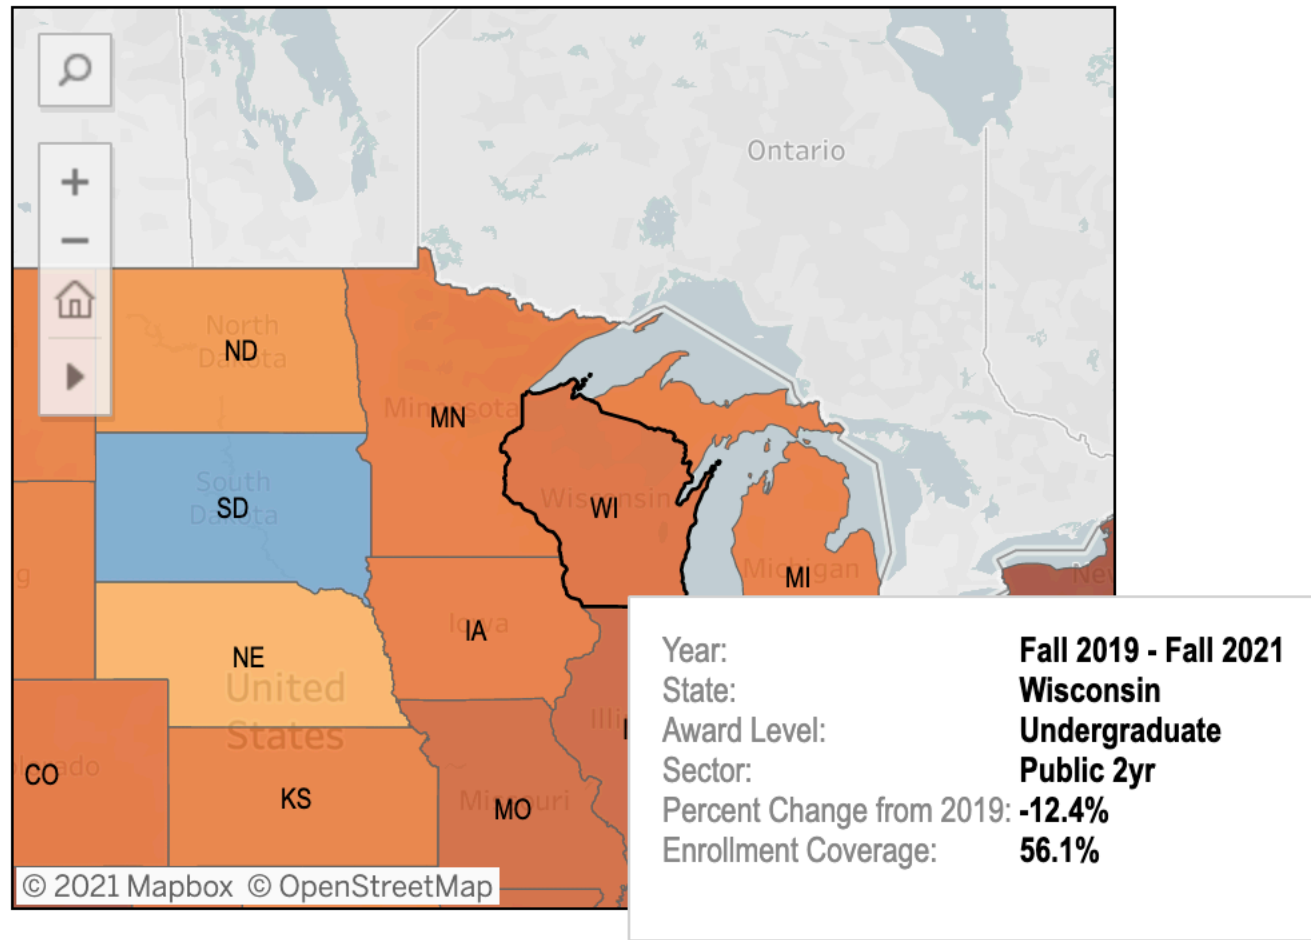 Ontario
North
Dakota
ND
Minnesota
MN
South
Dakota
SD
Wisconsin
WI
Michigan
MI
Iowa
IA
NE
United
States
CO
KS
Missouri
MO
Year: Fall 2019 - Fall 2021
State: Wisconsin
Award Level: Undergraduate
Sector: Public 2yr
Percent Change from 2019: -12.4%
Enrollment Coverage: 56.1%
© 2021 Mapbox © OpenStreetMap